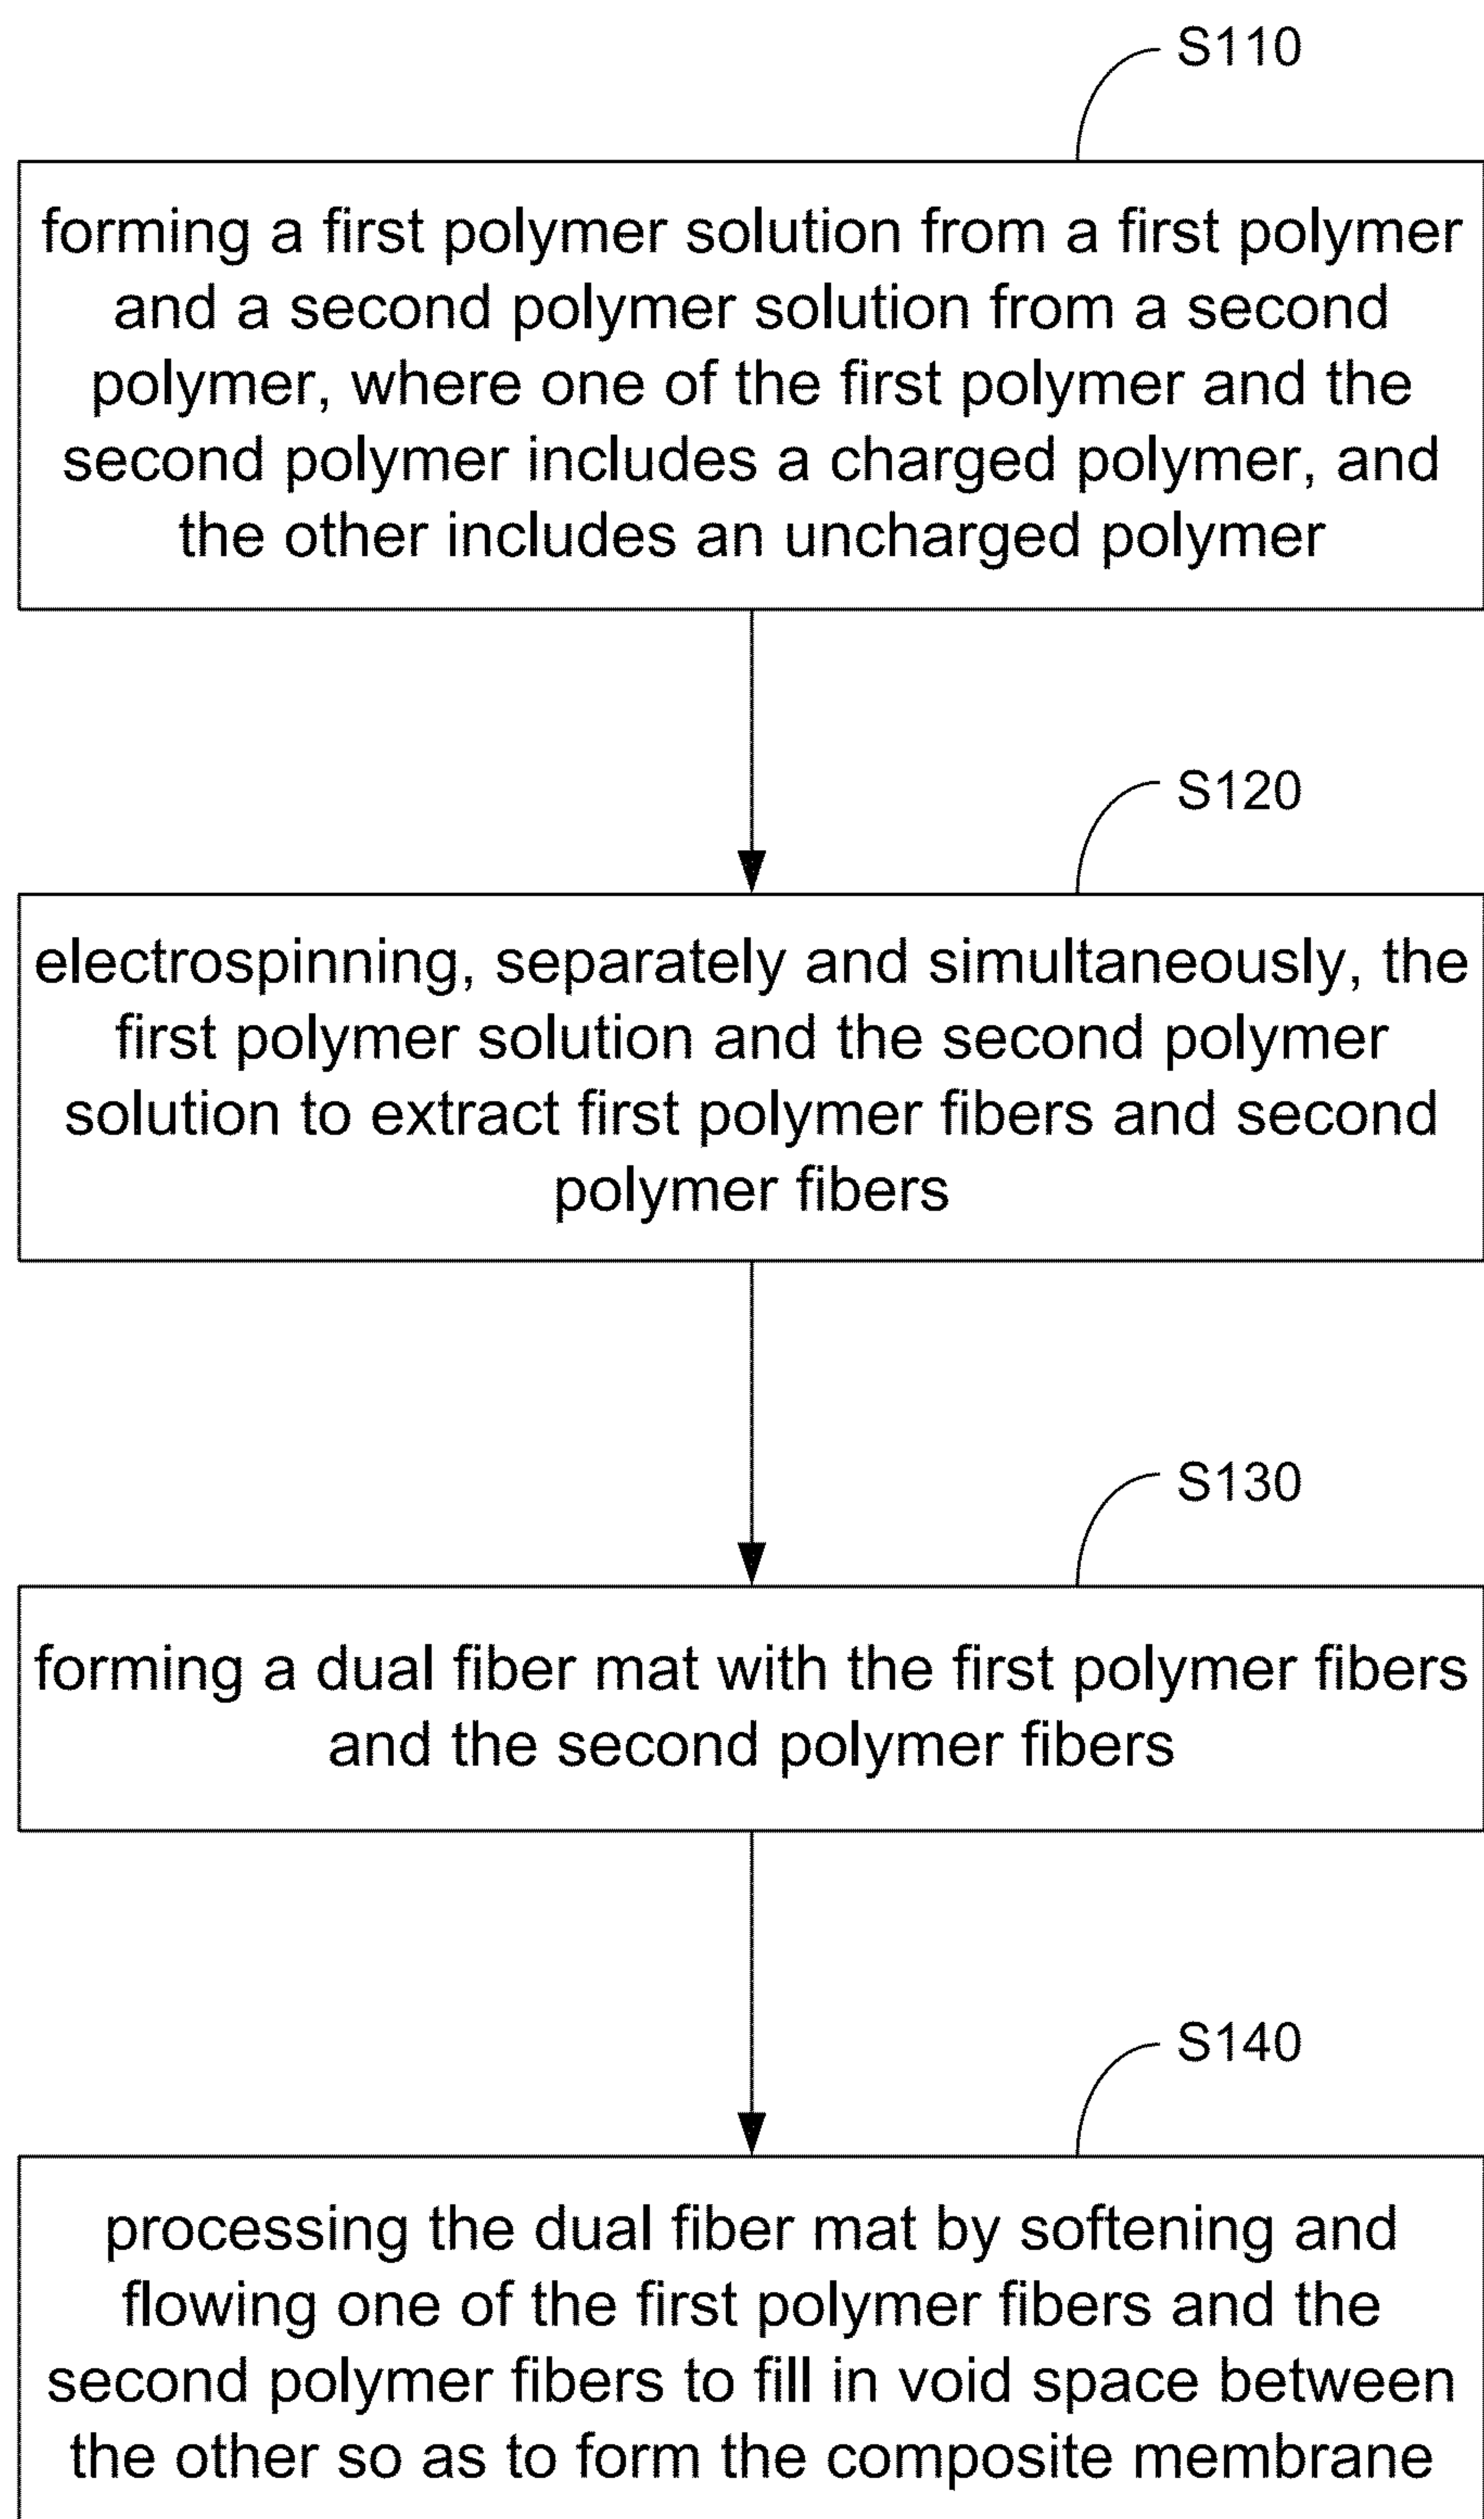 S110
forming a first polymer solution from a first polymer
and a second polymer solution from a second
polymer, where one of the first polymer and the
second polymer includes a charged polymer, and
the other includes an uncharged polymer
S120
electrospinning, separately and simultaneously, the
first polymer solution and the second polymer
solution to extract first polymer fibers and second
polymer fibers
S130
forming a dual fiber mat with the first polymer fibers
and the second polymer fibers
S140
processing the dual fiber mat by softening and
flowing one of the first polymer fibers and the
second polymer fibers to fill in void space between
the other so as to form the composite membrane